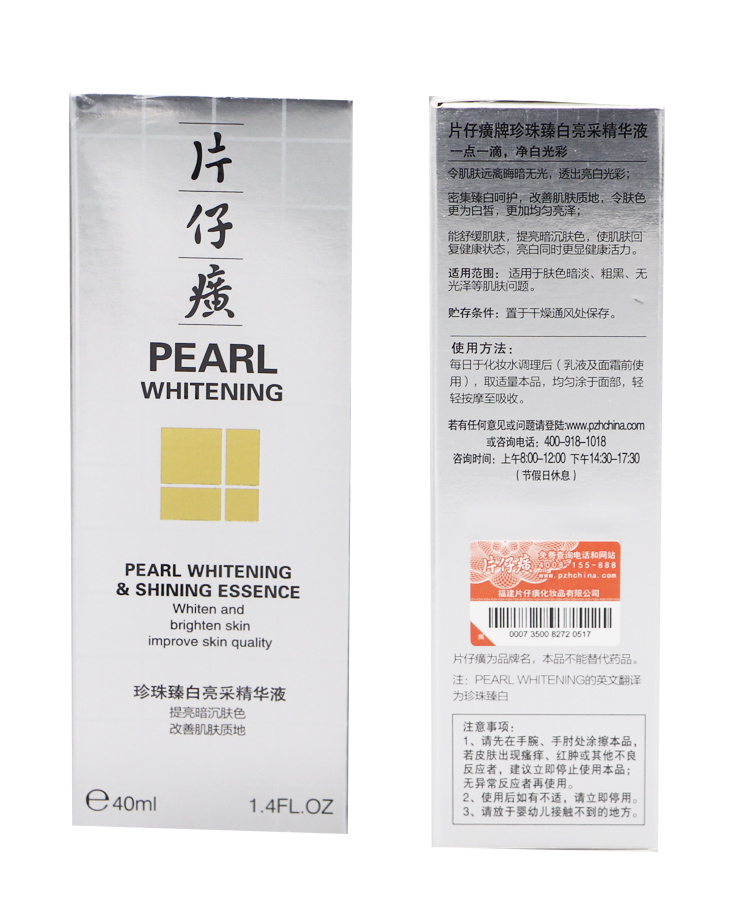 片
仔
癀
PEARL
WHITENING
PEARL WHITENING
& SHINING ESSENCE
Whiten and
brighten skin
improve skin quality
珍珠臻白亮采精华液
提亮暗沉肤色
改善肌肤质地
℮40ml
1.4FL.OZ
片仔癀牌珍珠臻白亮采精华液
一点一滴，净白光彩
令肌肤远离晦暗无光，透出亮白光彩；
密集臻白呵护，改善肌肤质地，令肤色
更为白皙，更加均匀亮泽；
能舒缓肌肤，提亮暗沉肤色，使肌肤回
复健康状态，亮白同时更显健康活力。
适用范围：适用于肤色暗淡、粗黑、无
光泽等肌肤问题。
贮存条件：置于干燥通风处保存。
使用方法：
每日于化妆水调理后（乳液及面霜前使
用），取适量本品，均匀涂于面部，轻
轻按摩至吸收。
若有任何意见或问题请登陆:www.pzhchina.com
或咨询电话：400-918-1018
咨询时间：上午8:00-12:00 下午14:30-17:30
（节假日休息）
片仔癀
免费查询电话和网站
4008-155-888
www.pzhchina.com
福建片仔癀化妆品有限公司
0007 3500 8272 0517
片仔癀为品牌名，本品不能替代药品。
注：PEARL WHITENING的英文翻译
为珍珠臻白
注意事项：
1、请先在手腕、手肘处涂擦本品，
若皮肤出现瘙痒、红肿或其他不良
反应者，建议立即停止使用本品；
无异常反应者再使用。
2、使用后如有不适，请立即停用。
3、请放于婴幼儿接触不到的地方。